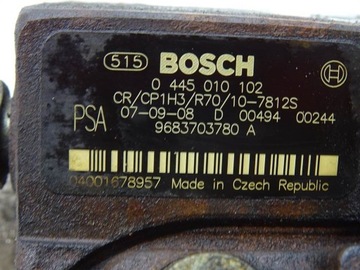 515 BOSCH
0 445 010 102
CR/CP1H3/R70/10-7812S
PSA 07-09-08 D 00494 00244
9683703780 A
04001678957 Made in Czech Republic